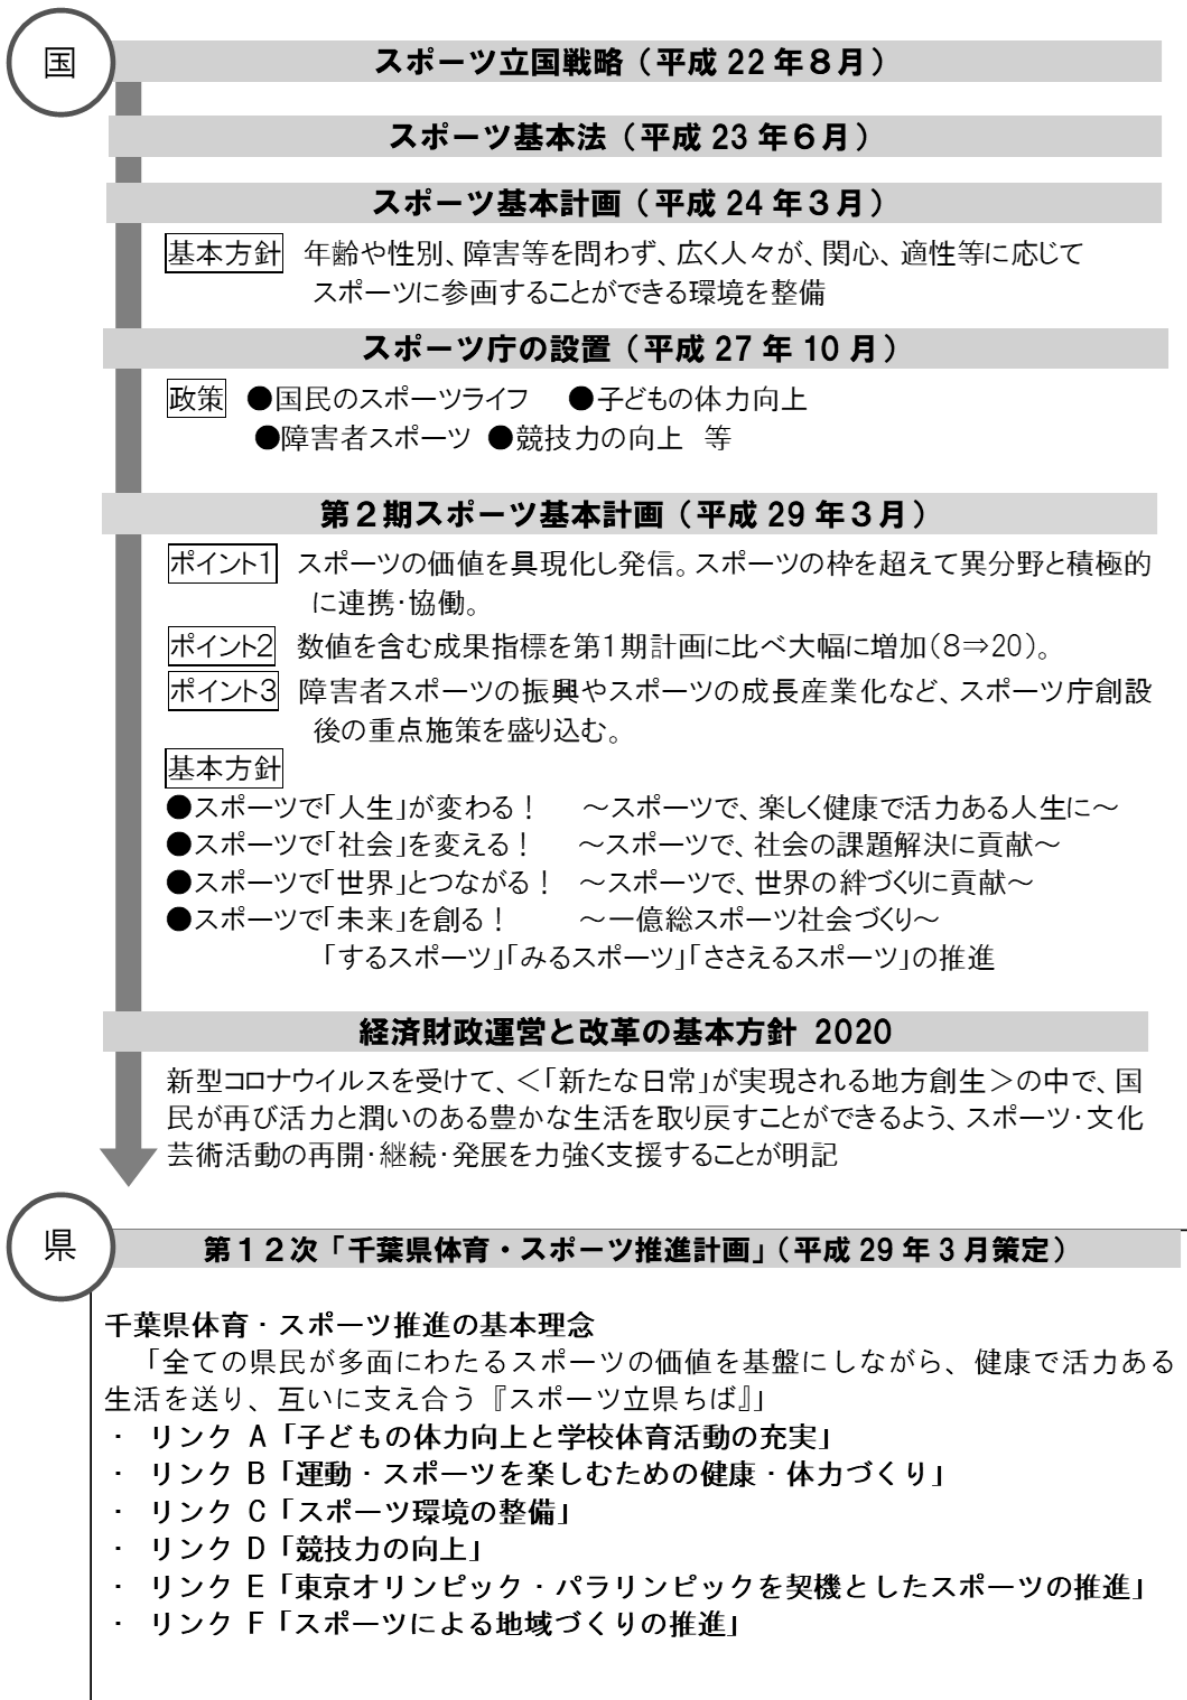 国
スポーツ立国戦略（平成 22 年８月）
スポーツ基本法（平成 23 年６月）
スポーツ基本計画（平成 24 年３月）
基本方針 年齢や性別、障害等を問わず、広く人々が、関心、適性等に応じて
スポーツに参画することができる環境を整備
スポーツ庁の設置（平成 27 年 10 月）
政策 ●国民のスポーツライフ ●子どもの体力向上
●障害者スポーツ ●競技力の向上 等
第２期スポーツ基本計画（平成 29 年３月）
ポイント1 スポーツの価値を具現化し発信。スポーツの枠を超えて異分野と積極的
に連携・協働。
ポイント2 数値を含む成果指標を第１期計画に比べ大幅に増加（8⇒20）。
ポイント3 障害者スポーツの振興やスポーツの成長産業化など、スポーツ庁創設
後の重点施策を盛り込む。
基本方針
●スポーツで「人生」が変わる！ ～スポーツで、楽しく健康で活力ある人生に～
●スポーツで「社会」を変える！ ～スポーツで、社会の課題解決に貢献～
●スポーツで「世界」とつながる！ ～スポーツで、世界の絆づくりに貢献～
●スポーツで「未来」を創る！ ～一億総スポーツ社会づくり～
「するスポーツ」「みるスポーツ」「ささえるスポーツ」の推進
経済財政運営と改革の基本方針 2020
新型コロナウイルスを受けて、＜「新たな日常」が実現される地方創生＞の中で、国
民が再び活力と潤いのある豊かな生活を取り戻すことができるよう、スポーツ・文化
芸術活動の再開・継続・発展を力強く支援することが明記
県
第１２次「千葉県体育・スポーツ推進計画」（平成 29 年 3 月策定）
千葉県体育・スポーツ推進の基本理念
「全ての県民が多面にわたるスポーツの価値を基盤にしながら、健康で活力ある
生活を送り、互いに支え合う『スポーツ立県ちば』」
・ リンク A「子どもの体力向上と学校体育活動の充実」
・ リンク B「運動・スポーツを楽しむための健康・体力づくり」
・ リンク C「スポーツ環境の整備」
・ リンク D「競技力の向上」
・ リンク E「東京オリンピック・パラリンピックを契機としたスポーツの推進」
・ リンク F「スポーツによる地域づくりの推進」